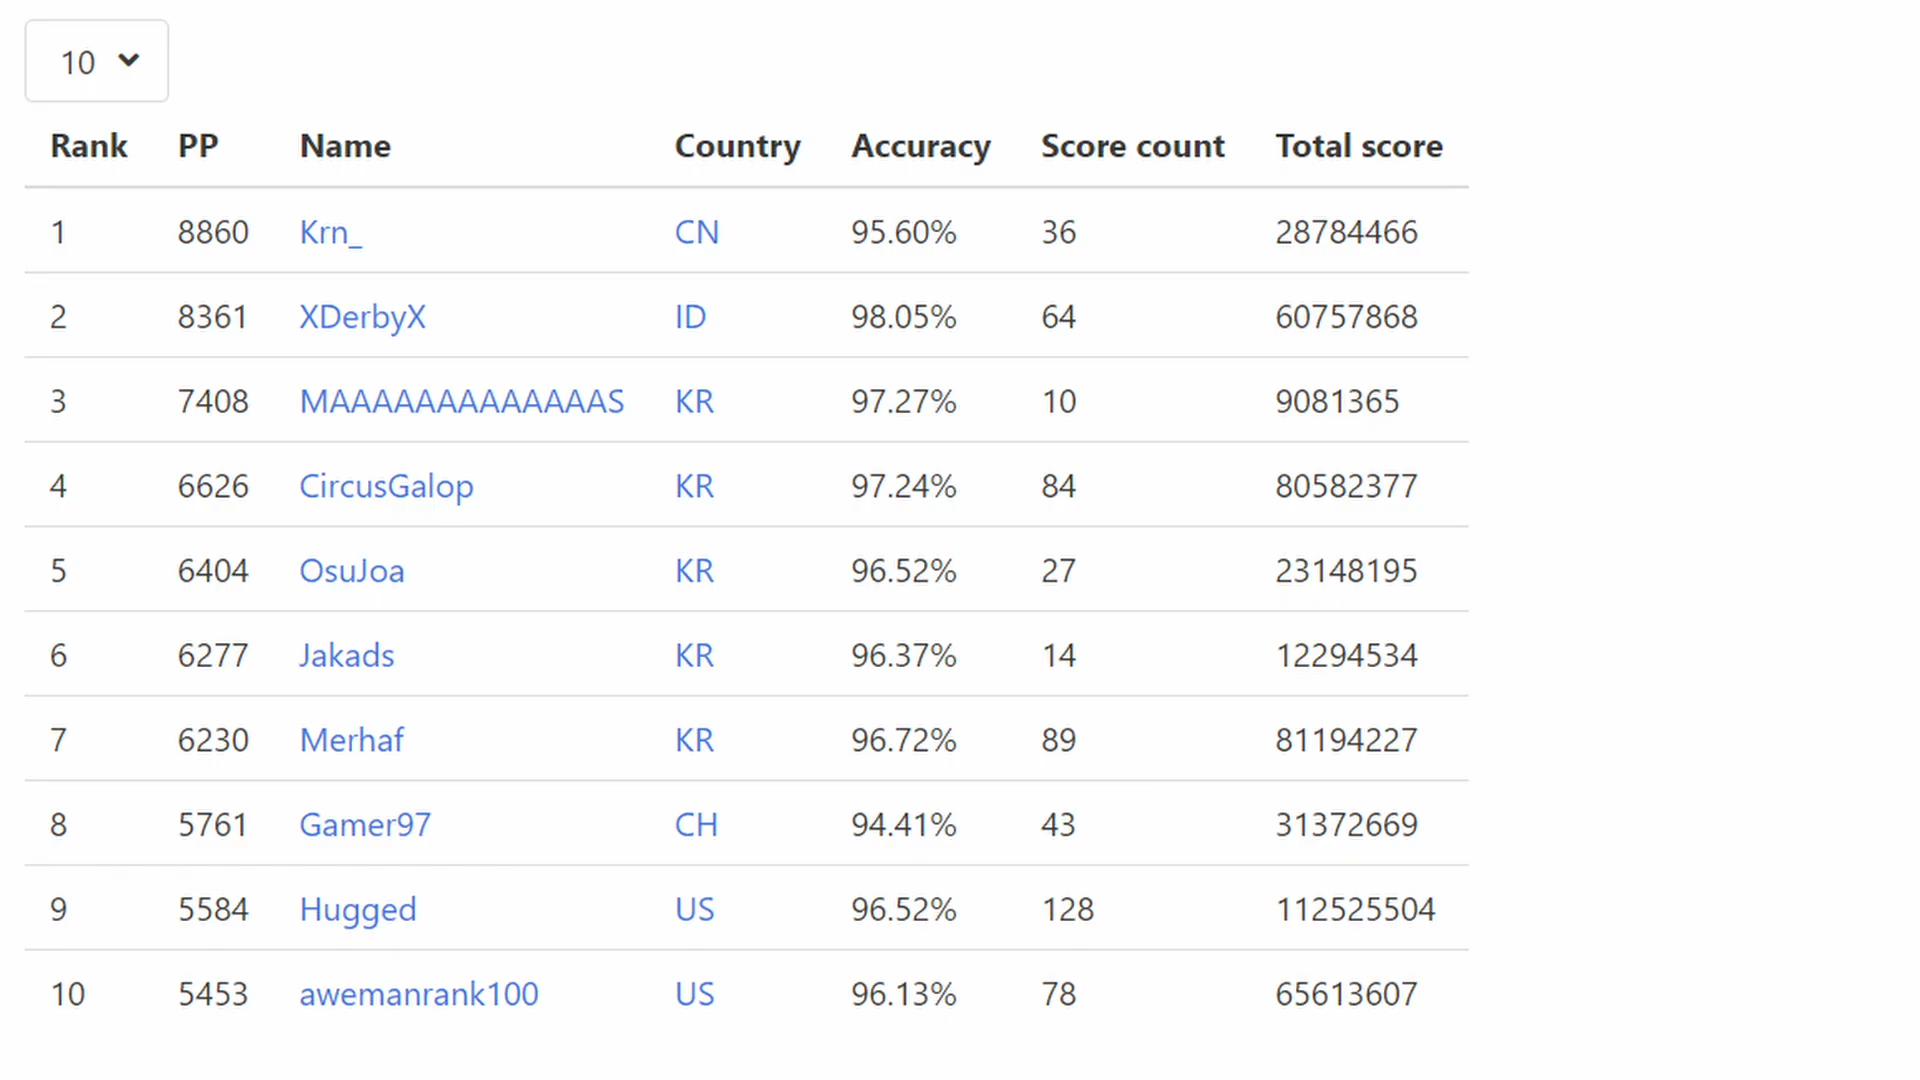 10
Rank PP Name Country Accuracy Score count Total score
1 8860 Krn_ CN 95.60% 36 28784466
2 8361 XDerbyX ID 98.05% 64 60757868
3 7408 MAAAAAAAAAAAAAAS KR 97.27% 10 9081365
4 6626 CircusGalop KR 97.24% 84 80582377
5 6404 OsuJoa KR 96.52% 27 23148195
6 6277 Jakads KR 96.37% 14 12294534
7 6230 Merhaf KR 96.72% 89 81194227
8 5761 Gamer97 CH 94.41% 43 31372669
9 5584 Hugged US 96.52% 128 112525504
10 5453 awemanrank100 US 96.13% 78 65613607